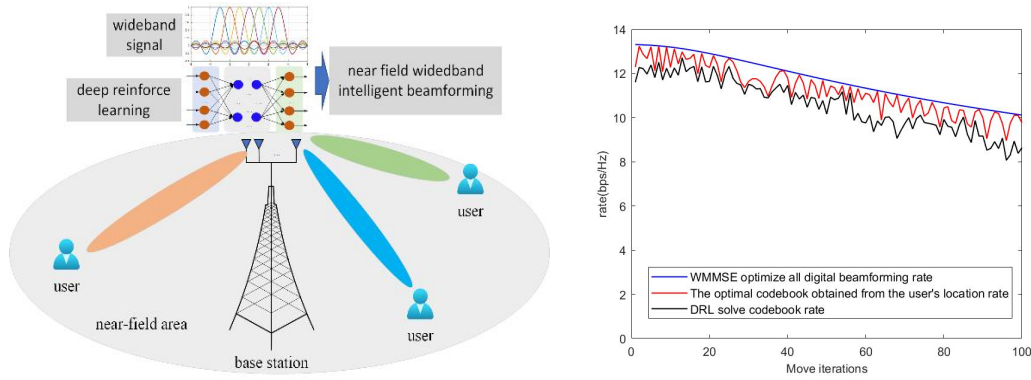 wideband
signal
deep reinforce
learning
near field widedband
intelligent beamforming
...
user
user
user
near-field area
base station
14
12
10
8
6
4
2
0
rate(bps/Hz)
WMMSE optimize all digital beamforming rate
The optimal codebook obtained from the user's location rate
DRL solve codebook rate
0
20
40
60
80
100
Move iterations